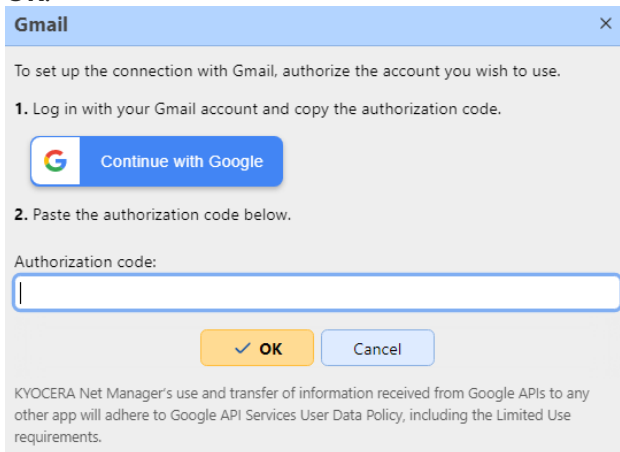 Gmail
To set up the connection with Gmail, authorize the account you wish to use.
1. Log in with your Gmail account and copy the authorization code.
Continue with Google
2. Paste the authorization code below.
Authorization code:
OK
Cancel
KYOCERA Net Manager's use and transfer of information received from Google APIs to any
other app will adhere to Google API Services User Data Policy, including the Limited Use
requirements.